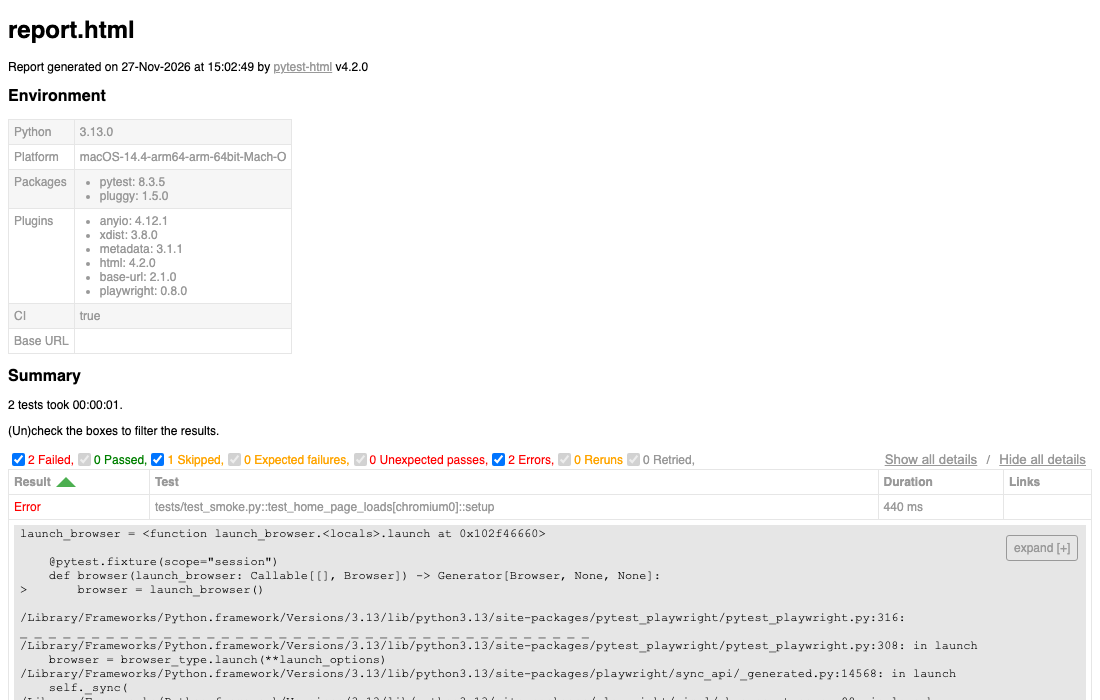 report.html
Report generated on 27-Nov-2026 at 15:02:49 by pytest-html v4.2.0
Environment
Python 3.13.0
Platform macOS-14.4-arm64-arm-64bit-Mach-O
Packages
pytest: 8.3.5
pluggy: 1.5.0
Plugins
anyio: 4.12.1
xdist: 3.8.0
metadata: 3.1.1
html: 4.2.0
base-url: 2.1.0
playwright: 0.8.0
CI true
Base URL
Summary
2 tests took 00:00:01.
(Un)check the boxes to filter the results.
2 Failed, 0 Passed, 1 Skipped, 0 Expected failures, 0 Unexpected passes, 2 Errors, 0 Reruns 0 Retried, Show all details / Hide all details
Result Test Duration Links
Error tests/test_smoke.py::test_home_page_loads[chromium0]::setup 440 ms
launch_browser = <function launch_browser.<locals>.launch at 0x102f46660>
expand [+]
@pytest.fixture(scope="session")
def browser(launch_browser: Callable[[], Browser]) -> Generator[Browser, None, None]:
> browser = launch_browser()
/Library/Frameworks/Python.framework/Versions/3.13/lib/python3.13/site-packages/pytest_playwright/pytest_playwright.py:316:
_ _ _ _ _ _ _ _ _ _ _ _ _ _ _ _ _ _ _ _ _ _ _ _ _ _ _ _ _ _ _ _ _ _ _ _ _ _ _ _
/Library/Frameworks/Python.framework/Versions/3.13/lib/python3.13/site-packages/pytest_playwright/pytest_playwright.py:308: in launch
browser = browser_type.launch(**launch_options)
/Library/Frameworks/Python.framework/Versions/3.13/lib/python3.13/site-packages/playwright/sync_api/_generated.py:14568: in launch
self._sync(